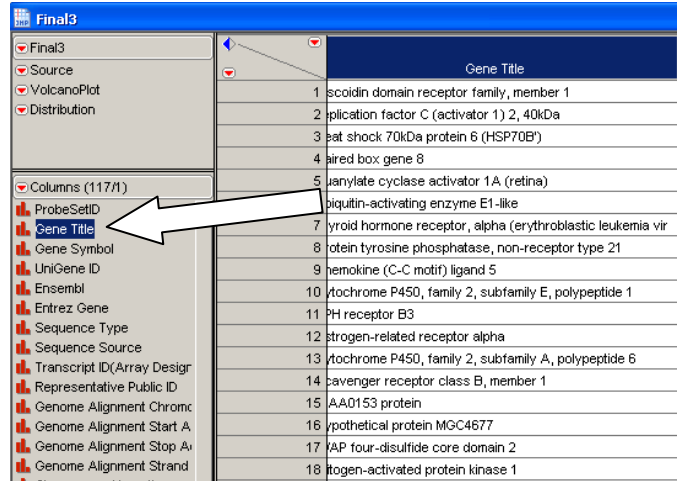 Final3
Final3
Source
VolcanoPlot
Distribution
Columns (117/1)
ProbeSetID
Gene Title
Gene Symbol
UniGene ID
Ensembl
Entrez Gene
Sequence Type
Sequence Source
Transcript ID(Array Design
Representative Public ID
Genome Alignment Chromo
Genome Alignment Start A
Genome Alignment Stop A
Genome Alignment Strand
Gene Title
1 scoidin domain receptor family, member 1
2 eplication factor C (activator 1) 2, 40kDa
3 eat shock 70kDa protein 6 (HSP70B')
4 aired box gene 8
5 uanylate cyclase activator 1A (retina)
biquitin-activating enzyme E1-like
7 yroid hormone receptor, alpha (erythroblastic leukemia vir
8 rotein tyrosine phosphatase, non-receptor type 21
9 hemokine (C-C motif) ligand 5
10 ytochrome P450, family 2, subfamily E, polypeptide 1
11 PH receptor B3
12 strogen-related receptor alpha
13 ytochrome P450, family 2, subfamily A, polypeptide 6
14 cavenger receptor class B, member 1
15 AA0153 protein
16 ypothetical protein MGC4677
17 AP four-disulfide core domain 2
18 itogen-activated protein kinase 1